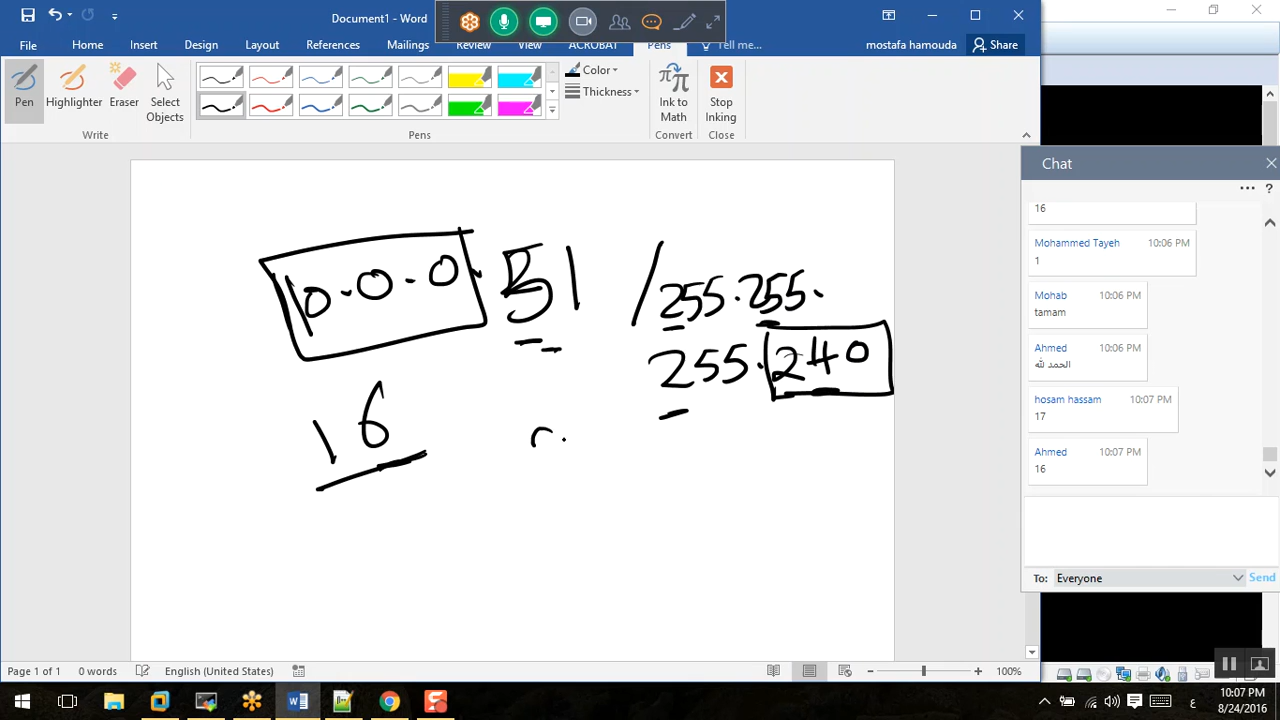 Document1 - Word
File
Home
Insert
Design
Layout
References
Mailings
Review
View
ACROBAT
Pens
Tell me...
mostafa hamouda
Share
Pen
Highlighter
Eraser
Select Objects
Color
Thickness
Ink to Math
Stop Inking
Write
Pens
Convert
Close
10.0.0.51 /255.255.
255.240
16
Chat
16
Mohammed Tayeh 10:06 PM
1
Mohab 10:06 PM
tamam
Ahmed 10:06 PM
الحمد لله
hosam hassam 10:07 PM
17
Ahmed 10:07 PM
16
To: Everyone Send
Page 1 of 1 0 words English (United States) 100%
ع 10:07 PM
8/24/2016